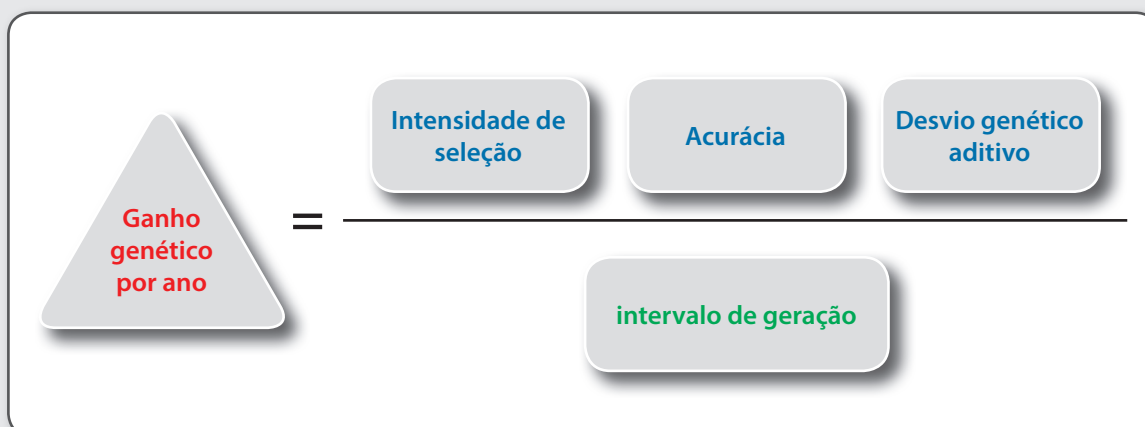 Ganho
genético
por ano
=
Intensidade de
seleção
Acurácia
Desvio genético
aditivo
intervalo de geração